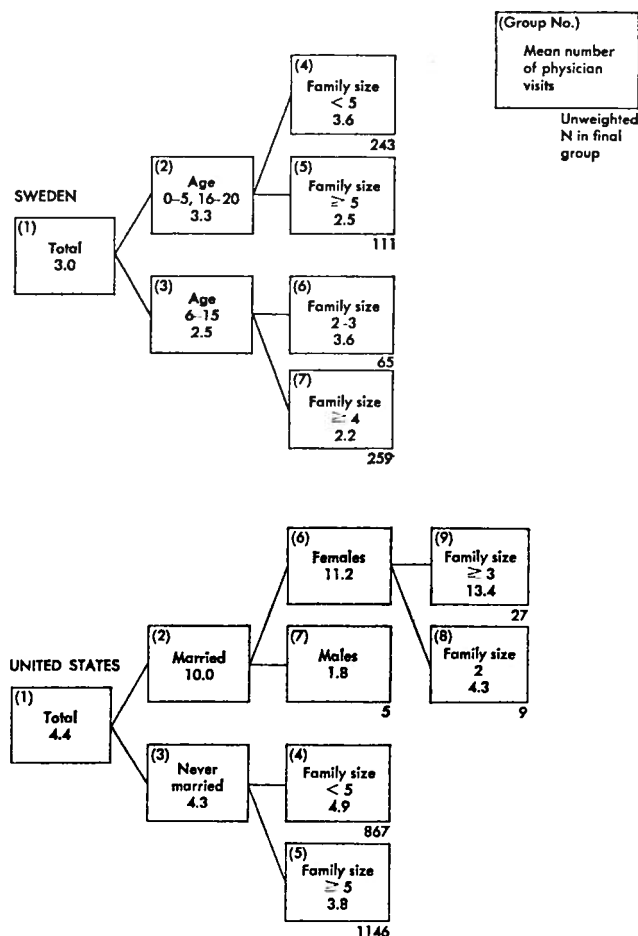 (Group No.)
Mean number
of physician
visits
Unweighted
N in final
group
SWEDEN
(1)
Total
3.0
(2)
Age
0–5, 16–20
3.3
(3)
Age
6–15
2.5
(4)
Family size
< 5
3.6
243
(5)
Family size
≧ 5
2.5
111
(6)
Family size
2-3
3.6
65
(7)
Family size
≧ 4
2.2
259
UNITED STATES
(1)
Total
4.4
(2)
Married
10.0
(3)
Never
married
4.3
(6)
Females
11.2
(7)
Males
1.8
5
(9)
Family size
≧ 3
13.4
27
(8)
Family size
2
4.3
9
(4)
Family size
< 5
4.9
867
(5)
Family size
≧ 5
3.8
1146